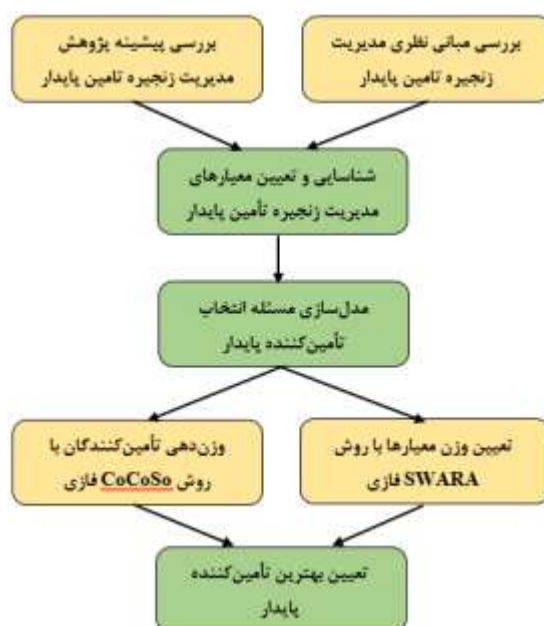 بررسی مبانی نظری مدیریت
زنجیره تامین پایدار
بررسی پیشینه پژوهش
مدیریت زنجیره تامین پایدار
شناسایی و تعیین معیارهای
مدیریت زنجیره تأمین پایدار
مدل‌سازی مسئله انتخاب
تأمین‌کننده پایدار
تعیین وزن معیارها با روش
SWARA فازی
وزن‌دهی تأمین‌کنندگان با
روش CoCoSo فازی
تعیین بهترین تأمین‌کننده
پایدار